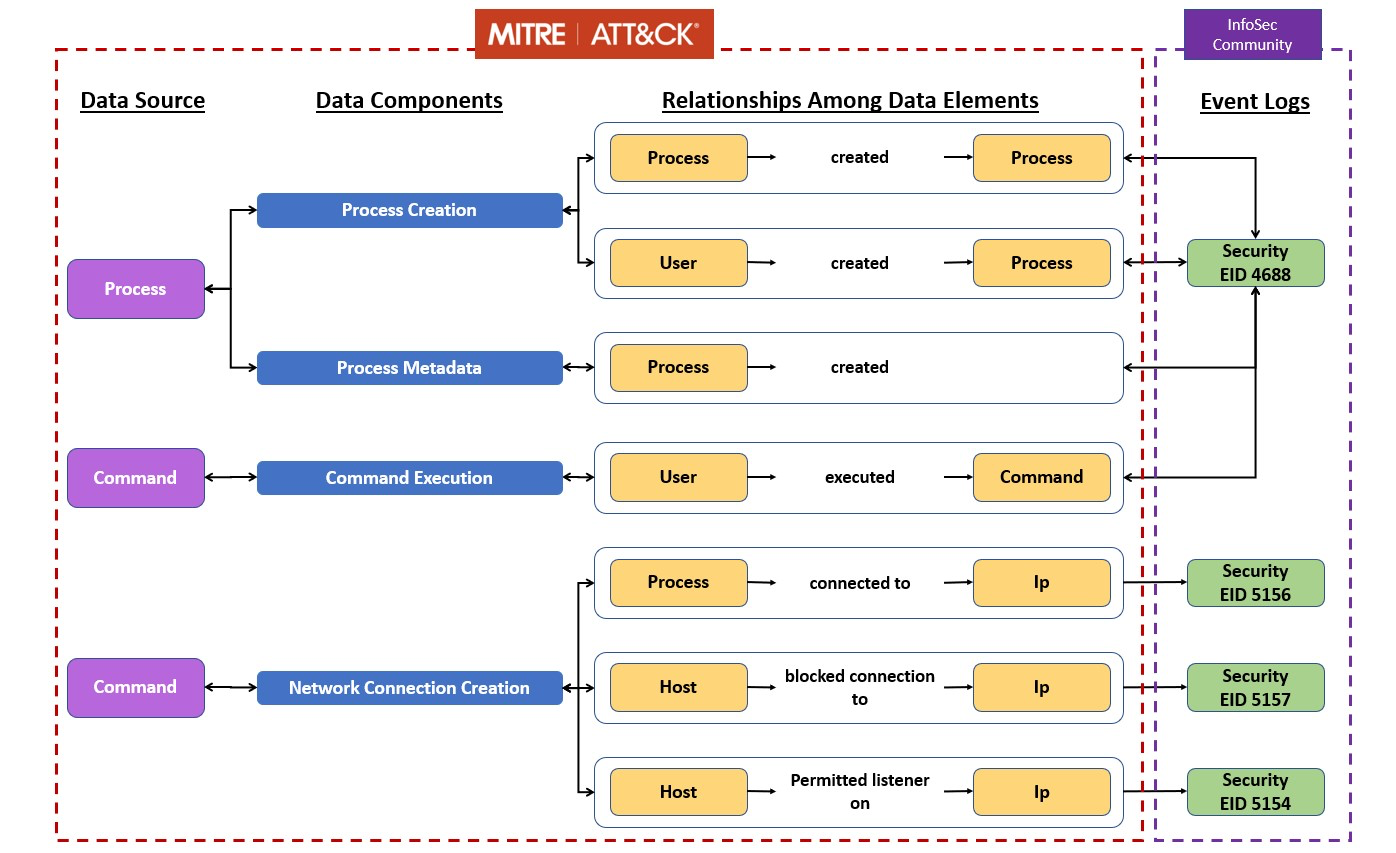 MITRE | ATT&CK®
InfoSec
Community
Data Source
Data Components
Relationships Among Data Elements
Event Logs
Process
created
Process
Process Creation
User
created
Process
Security
EID 4688
Process
Process Metadata
Process
created
Command
Command Execution
User
executed
Command
Process
connected to
Ip
Security
EID 5156
Command
Network Connection Creation
Host
blocked connection
to
Ip
Security
EID 5157
Host
Permitted listener
on
Ip
Security
EID 5154